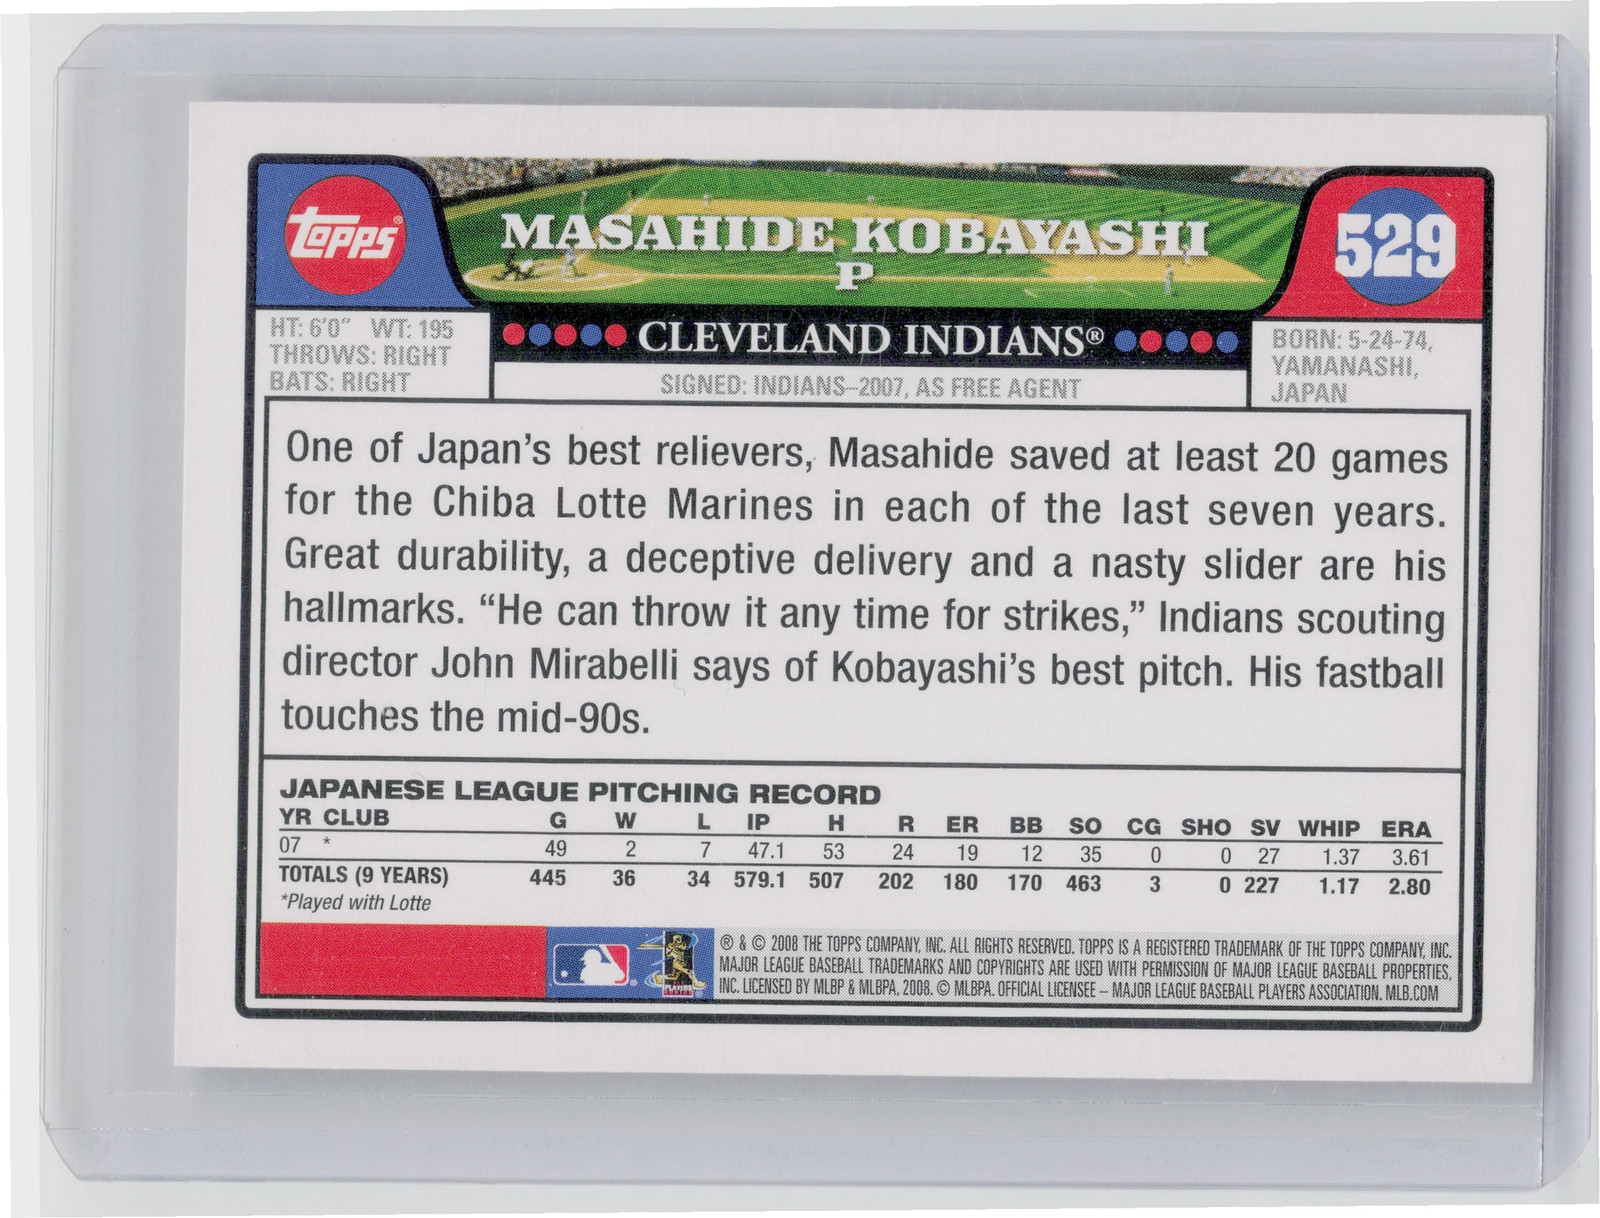 topps®
MASAHIDE KOBAYASHI
P
529
HT: 6'0" WT: 195
THROWS: RIGHT
BATS: RIGHT
CLEVELAND INDIANS®
SIGNED: INDIANS–2007, AS FREE AGENT
BORN: 5-24-74,
YAMANASHI,
JAPAN
One of Japan's best relievers, Masahide saved at least 20 games
for the Chiba Lotte Marines in each of the last seven years.
Great durability, a deceptive delivery and a nasty slider are his
hallmarks. “He can throw it any time for strikes,” Indians scouting
director John Mirabelli says of Kobayashi's best pitch. His fastball
touches the mid-90s.
JAPANESE LEAGUE PITCHING RECORD
YR CLUB G W L IP H R ER BB SO CG SHO SV WHIP ERA
07 * 49 2 7 47.1 53 24 19 12 35 0 0 27 1.37 3.61
TOTALS (9 YEARS) 445 36 34 579.1 507 202 180 170 463 3 0 227 1.17 2.80
*Played with Lotte
® & © 2008 THE TOPPS COMPANY, INC. ALL RIGHTS RESERVED. TOPPS IS A REGISTERED TRADEMARK OF THE TOPPS COMPANY, INC.
MAJOR LEAGUE BASEBALL TRADEMARKS AND COPYRIGHTS ARE USED WITH PERMISSION OF MAJOR LEAGUE BASEBALL PROPERTIES,
INC. LICENSED BY MLBP & MLBPA, 2008. © MLBPA. OFFICIAL LICENSEE – MAJOR LEAGUE BASEBALL PLAYERS ASSOCIATION. MLB.COM